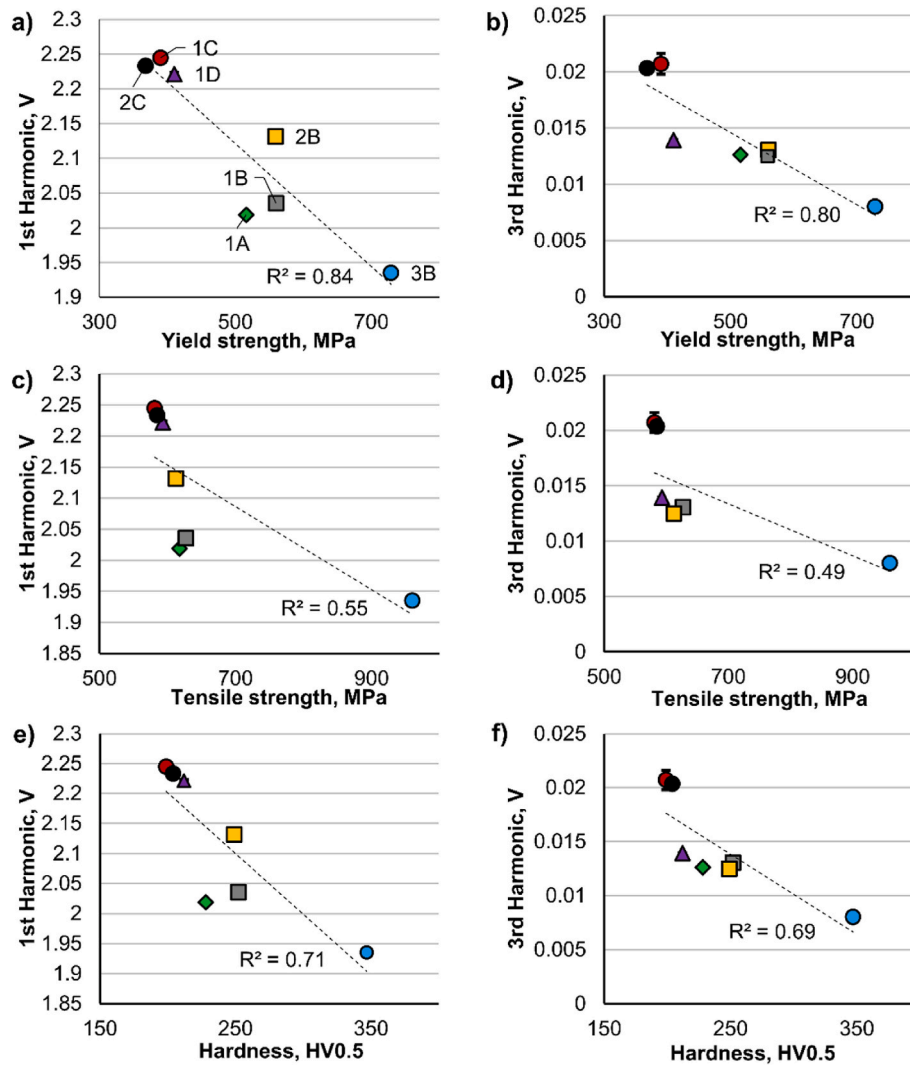 a)
2.3
2.25
2.2
2.15
2.1
2.05
2
1.95
1.9
1st Harmonic, V
1C
1D
2C
2B
1B
1A
R² = 0.84
3B
300 500 700
Yield strength, MPa
b)
0.025
0.02
0.015
0.01
0.005
0
3rd Harmonic, V
R² = 0.80
300 500 700
Yield strength, MPa
c)
2.3
2.25
2.2
2.15
2.1
2.05
2
1.95
1.9
1.85
1st Harmonic, V
R² = 0.55
500 700 900
Tensile strength, MPa
d)
0.025
0.02
0.015
0.01
0.005
0
3rd Harmonic, V
R² = 0.49
500 700 900
Tensile strength, MPa
e)
2.3
2.25
2.2
2.15
2.1
2.05
2
1.95
1.9
1.85
1st Harmonic, V
R² = 0.71
150 250 350
Hardness, HV0.5
f)
0.025
0.02
0.015
0.01
0.005
0
3rd Harmonic, V
R² = 0.69
150 250 350
Hardness, HV0.5